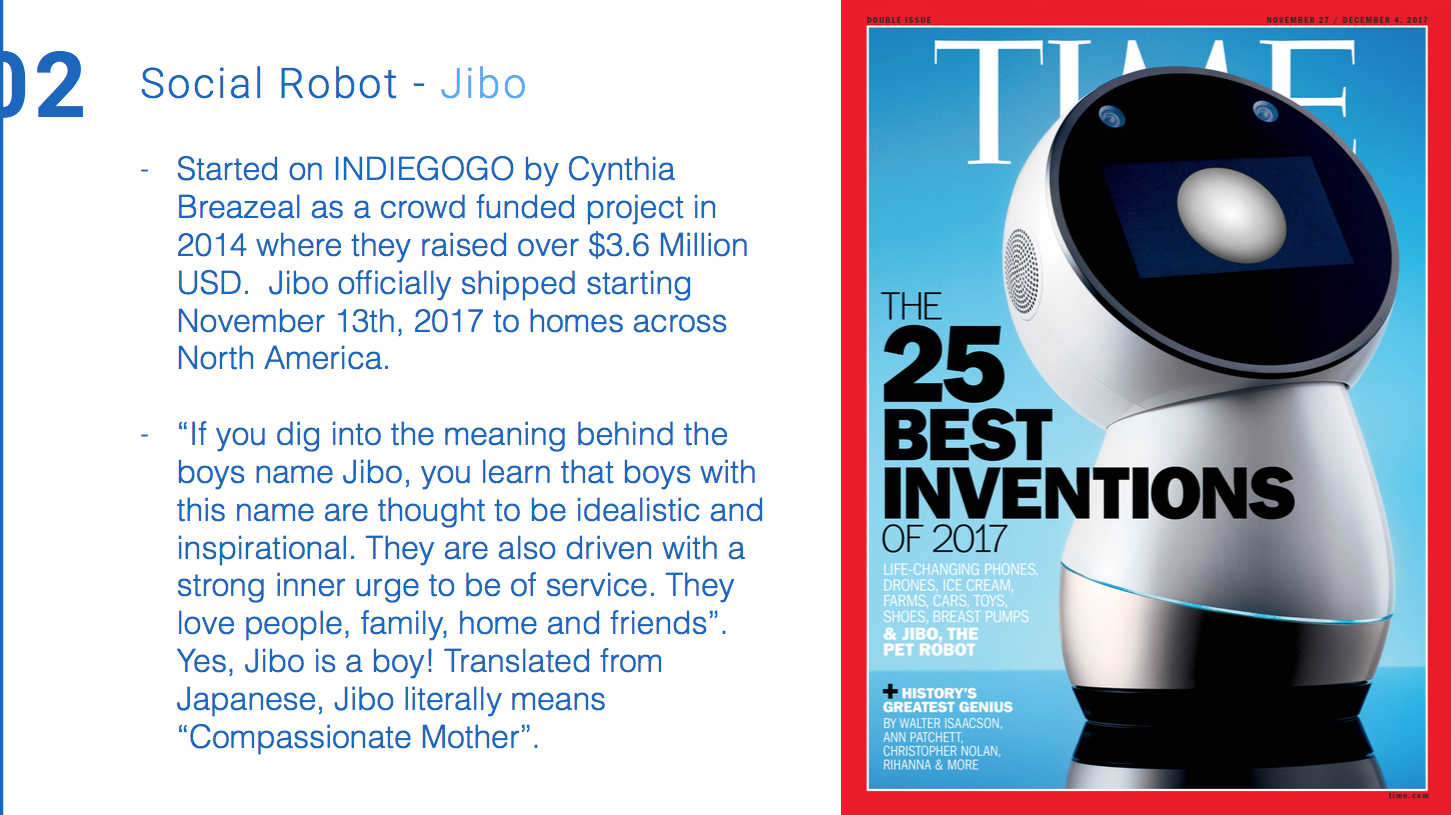 02
Social Robot - Jibo
- Started on INDIEGOGO by Cynthia
Breazeal as a crowd funded project in
2014 where they raised over $3.6 Million
USD.  Jibo officially shipped starting
November 13th, 2017 to homes across
North America.
- “If you dig into the meaning behind the
boys name Jibo, you learn that boys with
this name are thought to be idealistic and
inspirational. They are also driven with a
strong inner urge to be of service. They
love people, family, home and friends”.
Yes, Jibo is a boy! Translated from
Japanese, Jibo literally means
“Compassionate Mother”.
DOUBLE ISSUE
NOVEMBER 27 / DECEMBER 4, 2017
TIME
THE
25
BEST
INVENTIONS
OF 2017
LIFE-CHANGING PHONES,
DRONES, ICE CREAM,
FARMS, CARS, TOYS,
SHOES, BREAST PUMPS
& JIBO, THE
PET ROBOT
+ HISTORY'S
GREATEST GENIUS
BY WALTER ISAACSON,
ANN PATCHETT,
CHRISTOPHER NOLAN,
RIHANNA & MORE
time.com